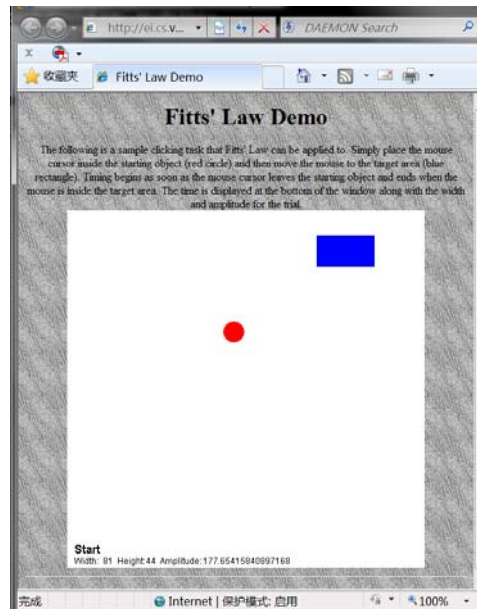 http://ei.cs.v...
DAEMON Search
x
收藏夹
Fitts' Law Demo
Fitts' Law Demo
The following is a sample clicking task that Fitts' Law can be applied to. Simply place the mouse
cursor inside the starting object (red circle) and then move the mouse to the target area (blue
rectangle). Timing begins as soon as the mouse cursor leaves the starting object and ends when the
mouse is inside the target area. The time is displayed at the bottom of the window along with the width
and amplitude for the trial.
Start
Width: 81 Height:44 Amplitude:177.65415840897168
完成
Internet | 保护模式: 启用
100%